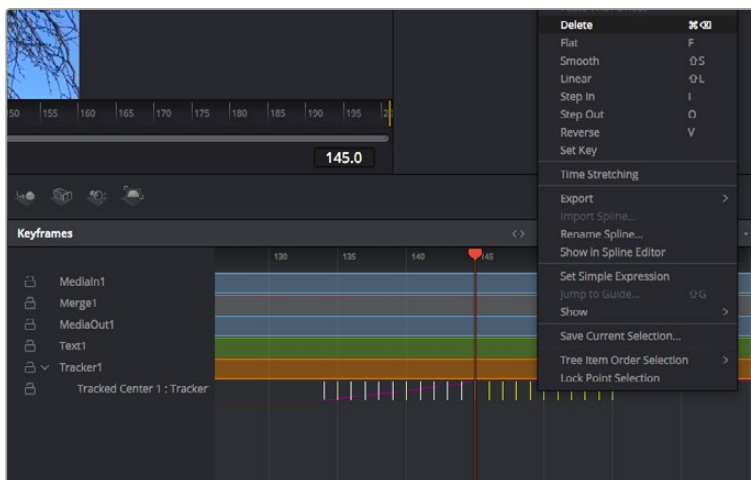 Delete ⌘⌫
Flat F
Smooth ⇧S
Linear ⇧L
Step In I
Step Out O
Reverse V
Set Key
Time Stretching
Export >
Import Spline...
Rename Spline...
Show in Spline Editor
Set Simple Expression
Jump to Guide... ⇧G
Show >
Save Current Selection...
Tree Item Order Selection >
Lock Point Selection
50 155 160 165 170 175 180 185 190 195
145.0
Keyframes
130 135 140 145
MediaIn1
Merge1
MediaOut1
Text1
Tracker1
Tracked Center 1 : Tracker